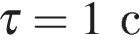 τ = 1 с